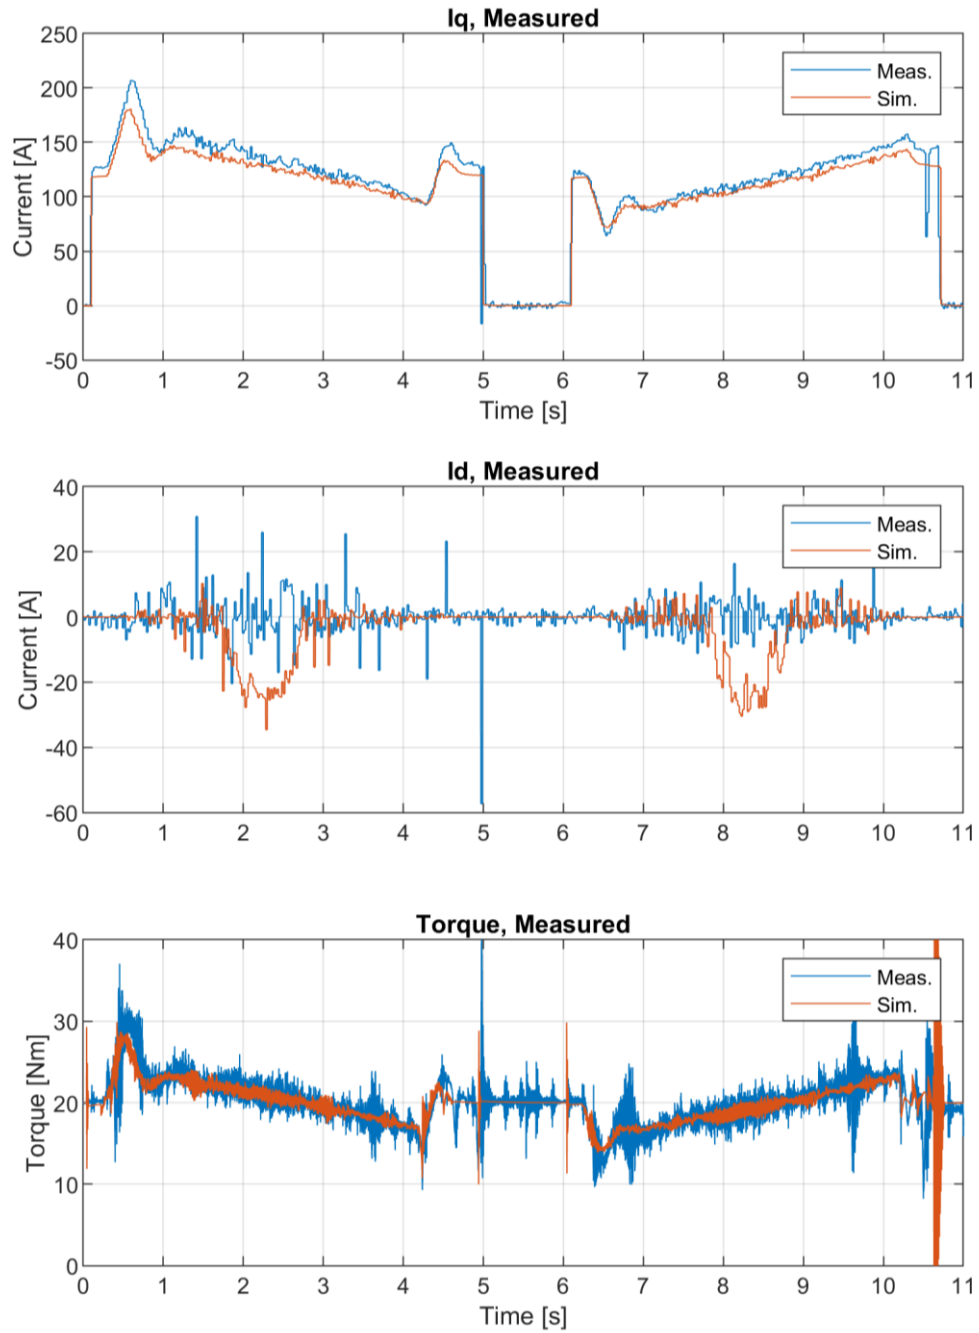 Iq, Measured
250
200
150
100
50
0
-50
Current [A]
Meas.
Sim.
0 1 2 3 4 5 6 7 8 9 10 11
Time [s]
Id, Measured
40
20
0
-20
-40
-60
Current [A]
Meas.
Sim.
0 1 2 3 4 5 6 7 8 9 10 11
Torque, Measured
40
30
20
10
0
Torque [Nm]
Meas.
Sim.
0 1 2 3 4 5 6 7 8 9 10 11
Time [s]